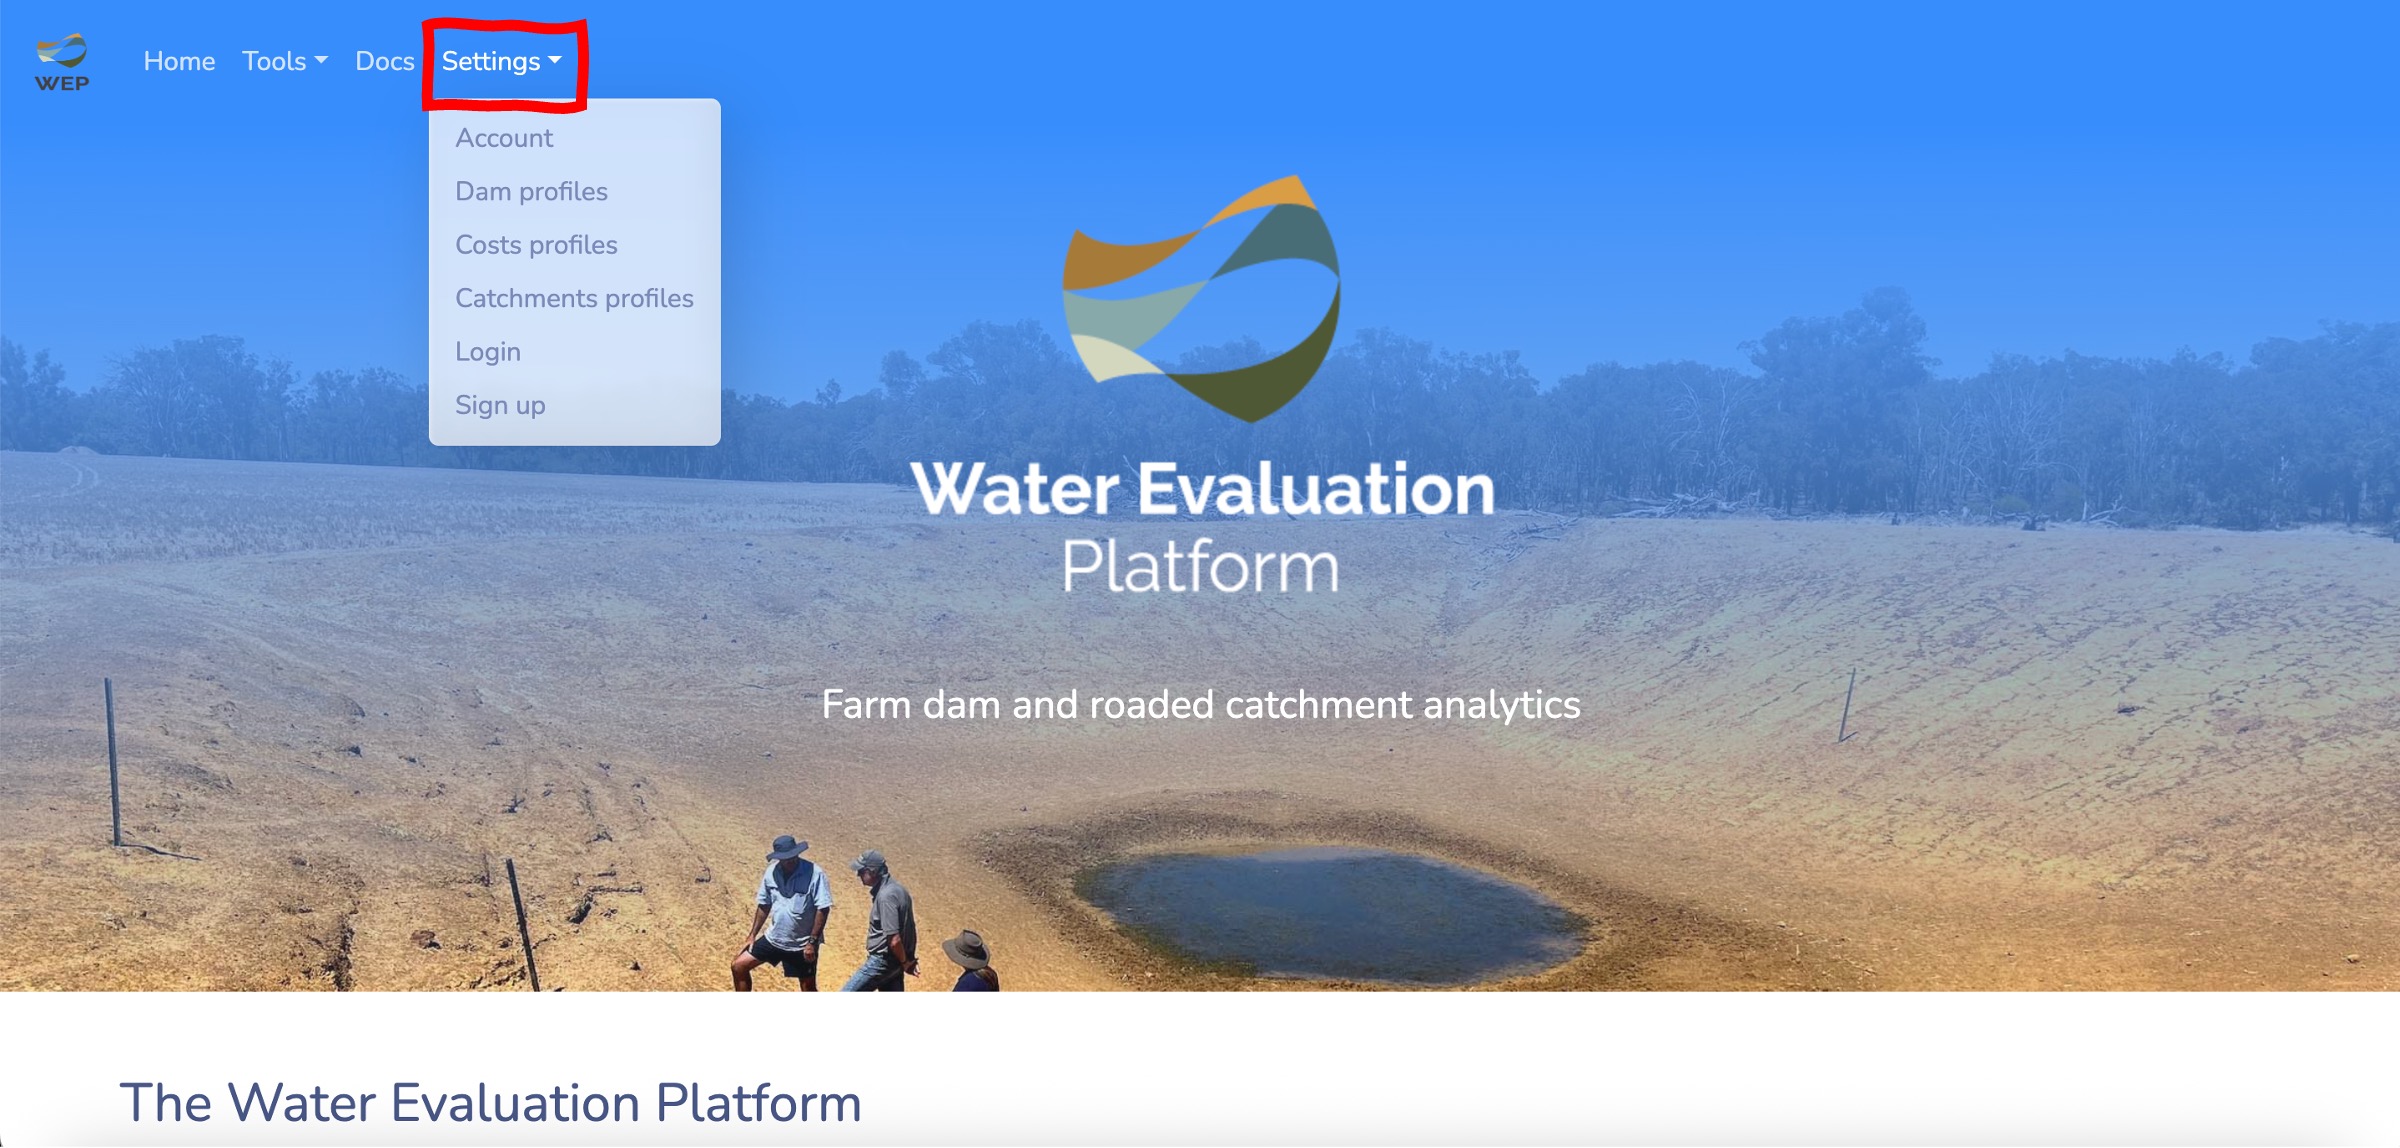 WEP
Home Tools Docs Settings
Account
Dam profiles
Costs profiles
Catchments profiles
Login
Sign up
Water Evaluation
Platform
Farm dam and roaded catchment analytics
The Water Evaluation Platform